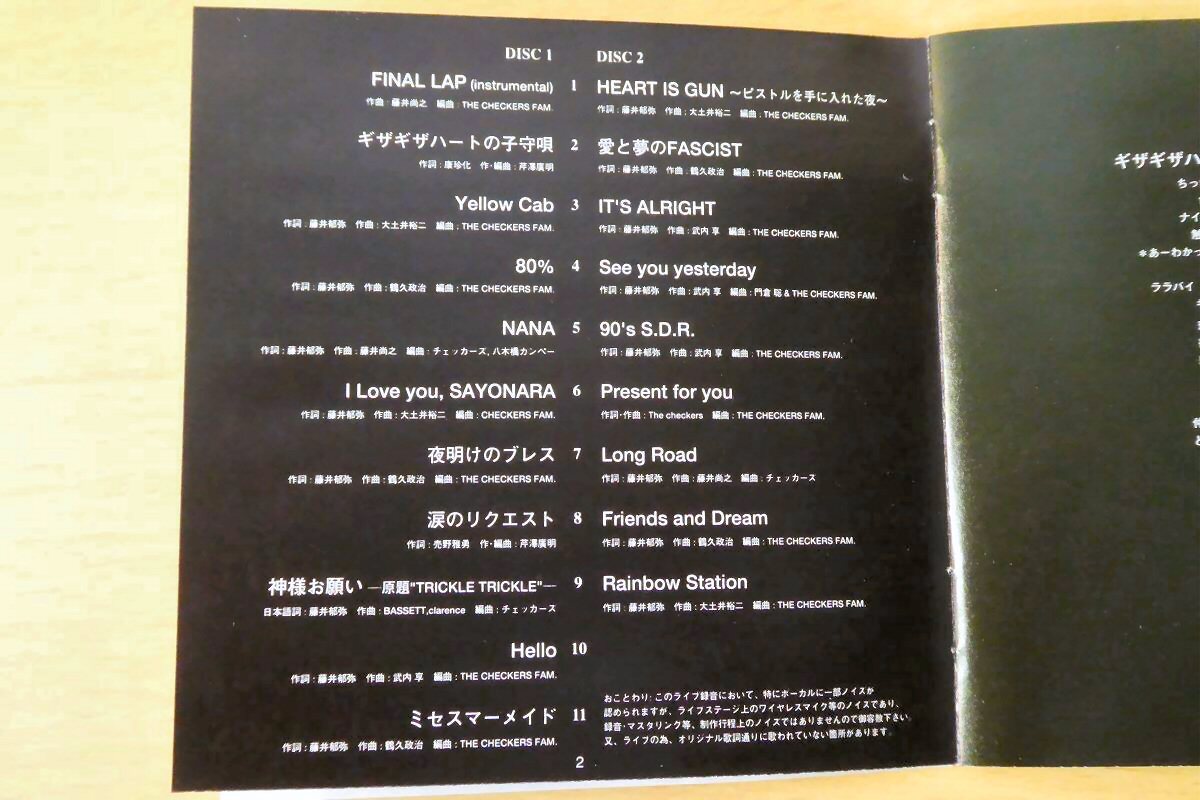 DISC 1
FINAL LAP (instrumental) 1
作曲：藤井尚之　編曲：THE CHECKERS FAM.
ギザギザハートの子守唄 2
作詞：康珍化　作・編曲：芹澤廣明
Yellow Cab 3
作詞：藤井郁弥　作曲：大土井裕二　編曲：THE CHECKERS FAM.
80% 4
作詞：藤井郁弥　作曲：鶴久政治　編曲：THE CHECKERS FAM.
NANA 5
作詞：藤井郁弥　作曲：藤井尚之　編曲：チェッカーズ, 八木橋カンペー
I Love you, SAYONARA 6
作詞：藤井郁弥　作曲：大土井裕二　編曲：CHECKERS FAM.
夜明けのブレス 7
作詞：藤井郁弥　作曲：鶴久政治　編曲：THE CHECKERS FAM.
涙のリクエスト 8
作詞：売野雅勇　作・編曲：芹澤廣明
神様お願い ―原題"TRICKLE TRICKLE"― 9
日本語詞：藤井郁弥　作曲：BASSETT,clarence　編曲：チェッカーズ
Hello 10
作詞：藤井郁弥　作曲：武内 享　編曲：THE CHECKERS FAM.
ミセスマーメイド 11
作詞：藤井郁弥　作曲：鶴久政治　編曲：THE CHECKERS FAM.
DISC 2
HEART IS GUN ～ピストルを手に入れた夜～
作詞：藤井郁弥　作曲：大土井裕二　編曲：THE CHECKERS FAM.
愛と夢のFASCIST
作詞：藤井郁弥　作曲：鶴久政治　編曲：THE CHECKERS FAM.
IT'S ALRIGHT
作詞：藤井郁弥　作曲：武内 享　編曲：THE CHECKERS FAM.
See you yesterday
作詞：藤井郁弥　作曲：武内 享　編曲：門倉 聡 & THE CHECKERS FAM.
90's S.D.R.
作詞：藤井郁弥　作曲：武内 享　編曲：THE CHECKERS FAM.
Present for you
作詞・作曲：The checkers　編曲：THE CHECKERS FAM.
Long Road
作詞：藤井郁弥　作曲：藤井尚之　編曲：チェッカーズ
Friends and Dream
作詞：藤井郁弥　作曲：鶴久政治　編曲：THE CHECKERS FAM.
Rainbow Station
作詞：藤井郁弥　作曲：大土井裕二　編曲：THE CHECKERS FAM.
おことわり：このライブ録音において、特にボーカルに一部ノイズが
認められますが、ライブステージ上のワイヤレスマイク等のノイズであり、
録音・マスタリング等、制作行程上のノイズではありませんので御容赦下さい。
又、ライブの為、オリジナル歌詞通りに歌われていない箇所があります。
2
ギザギザハ
ちっ
ナイ
触
＊あーわかっ
ララバイ